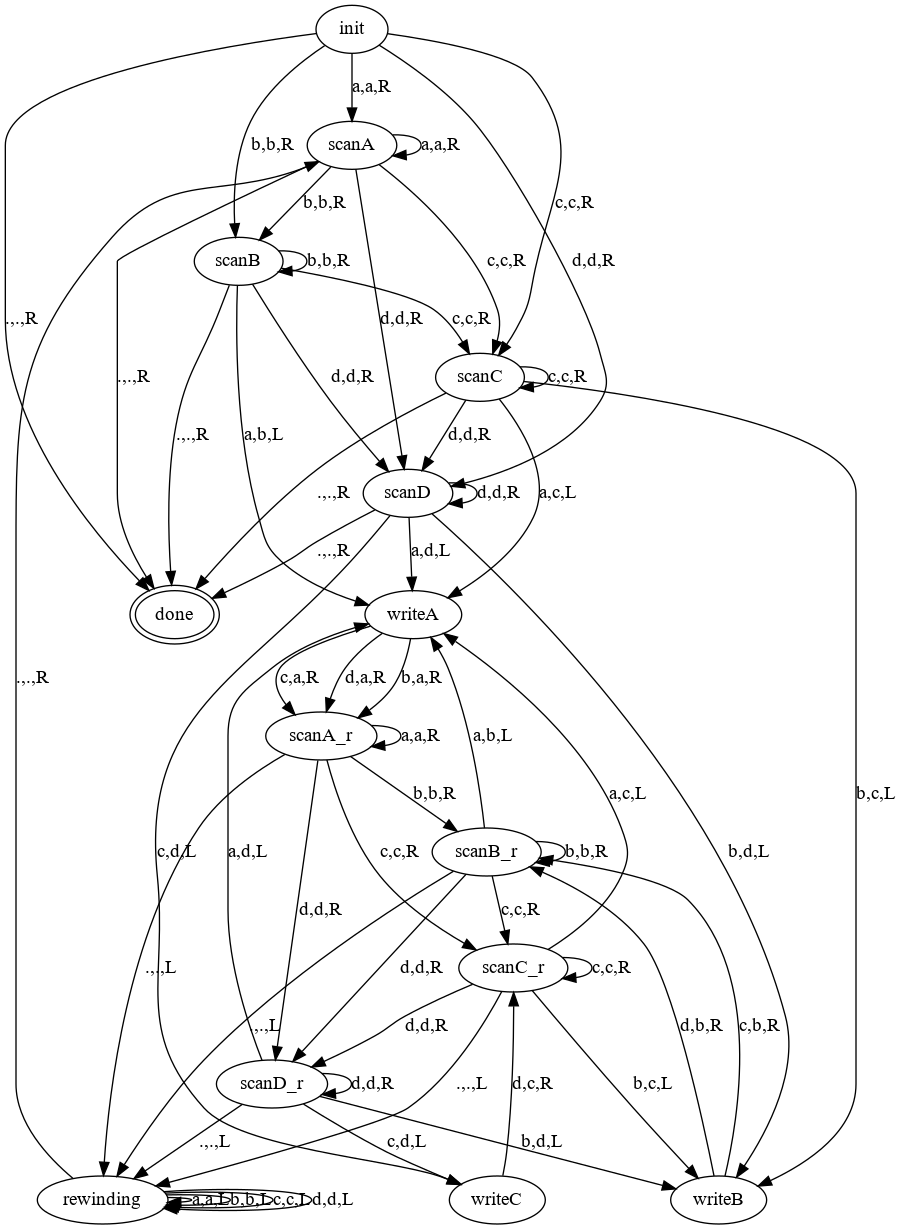 init
a,a,R
scanA
a,a,R
b,b,R
b,b,R
c,c,R
scanB
b,b,R
c,c,R
d,d,R
.,.,R
c,c,R
d,d,R
.,.,R
scanC
c,c,R
d,d,R
.,.,R
a,b,L
d,d,R
a,c,L
scanD
d,d,R
.,.,R
.,.,R
a,d,L
done
writeA
.,.,R
c,a,R
d,a,R
b,a,R
scanA_r
a,a,R
a,b,L
b,b,R
a,c,L
b,c,L
c,d,L
a,d,L
c,c,R
scanB_r
b,b,R
b,d,L
d,d,R
c,c,R
.,.,L
d,d,R
scanC_r
c,c,R
.,.,L
d,d,R
d,b,R
c,b,R
scanD_r
d,d,R
.,.,L
d,c,R
b,c,L
.,.,L
c,d,L
b,d,L
rewinding
a,a,L
b,b,L
c,c,L
d,d,L
writeC
writeB